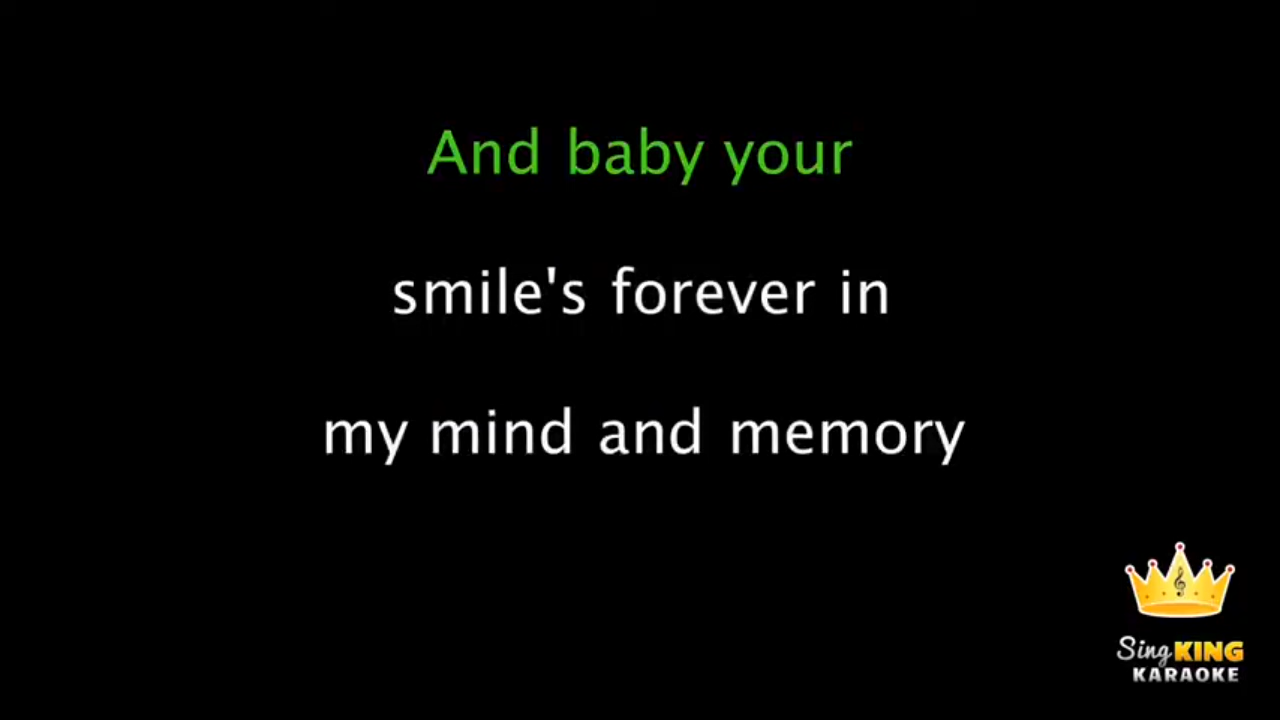 And baby your
smile's forever in
my mind and memory
Sing KING
KARAOKE